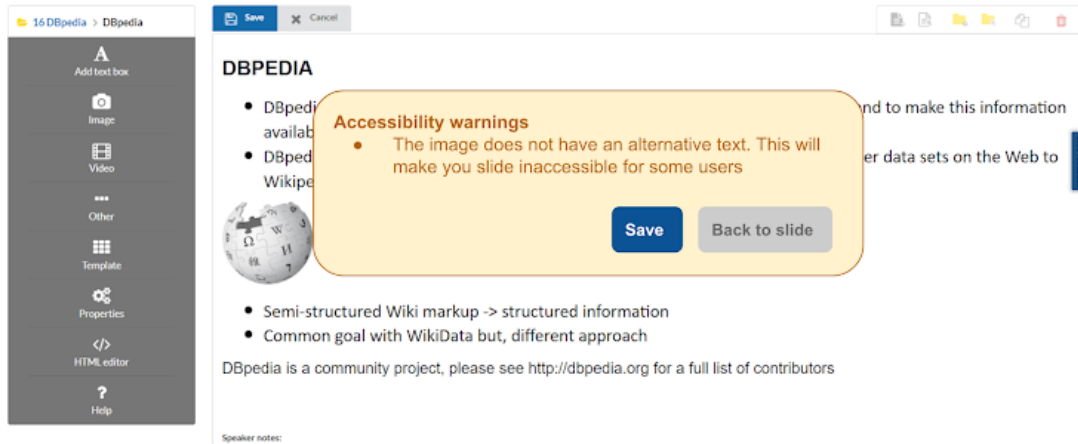 16 DBpedia > DBpedia
Save
Cancel
A
Add text box
Image
Video
Other
Template
Properties
</>
HTML editor
?
Help
DBPEDIA
DBpedi
nd to make this information
availab
DBped
er data sets on the Web to
Wikipe
Accessibility warnings
The image does not have an alternative text. This will
make you slide inaccessible for some users
Save
Back to slide
Ω
W
И
7
Semi-structured Wiki markup -> structured information
Common goal with WikiData but, different approach
DBpedia is a community project, please see http://dbpedia.org for a full list of contributors
Speaker notes: